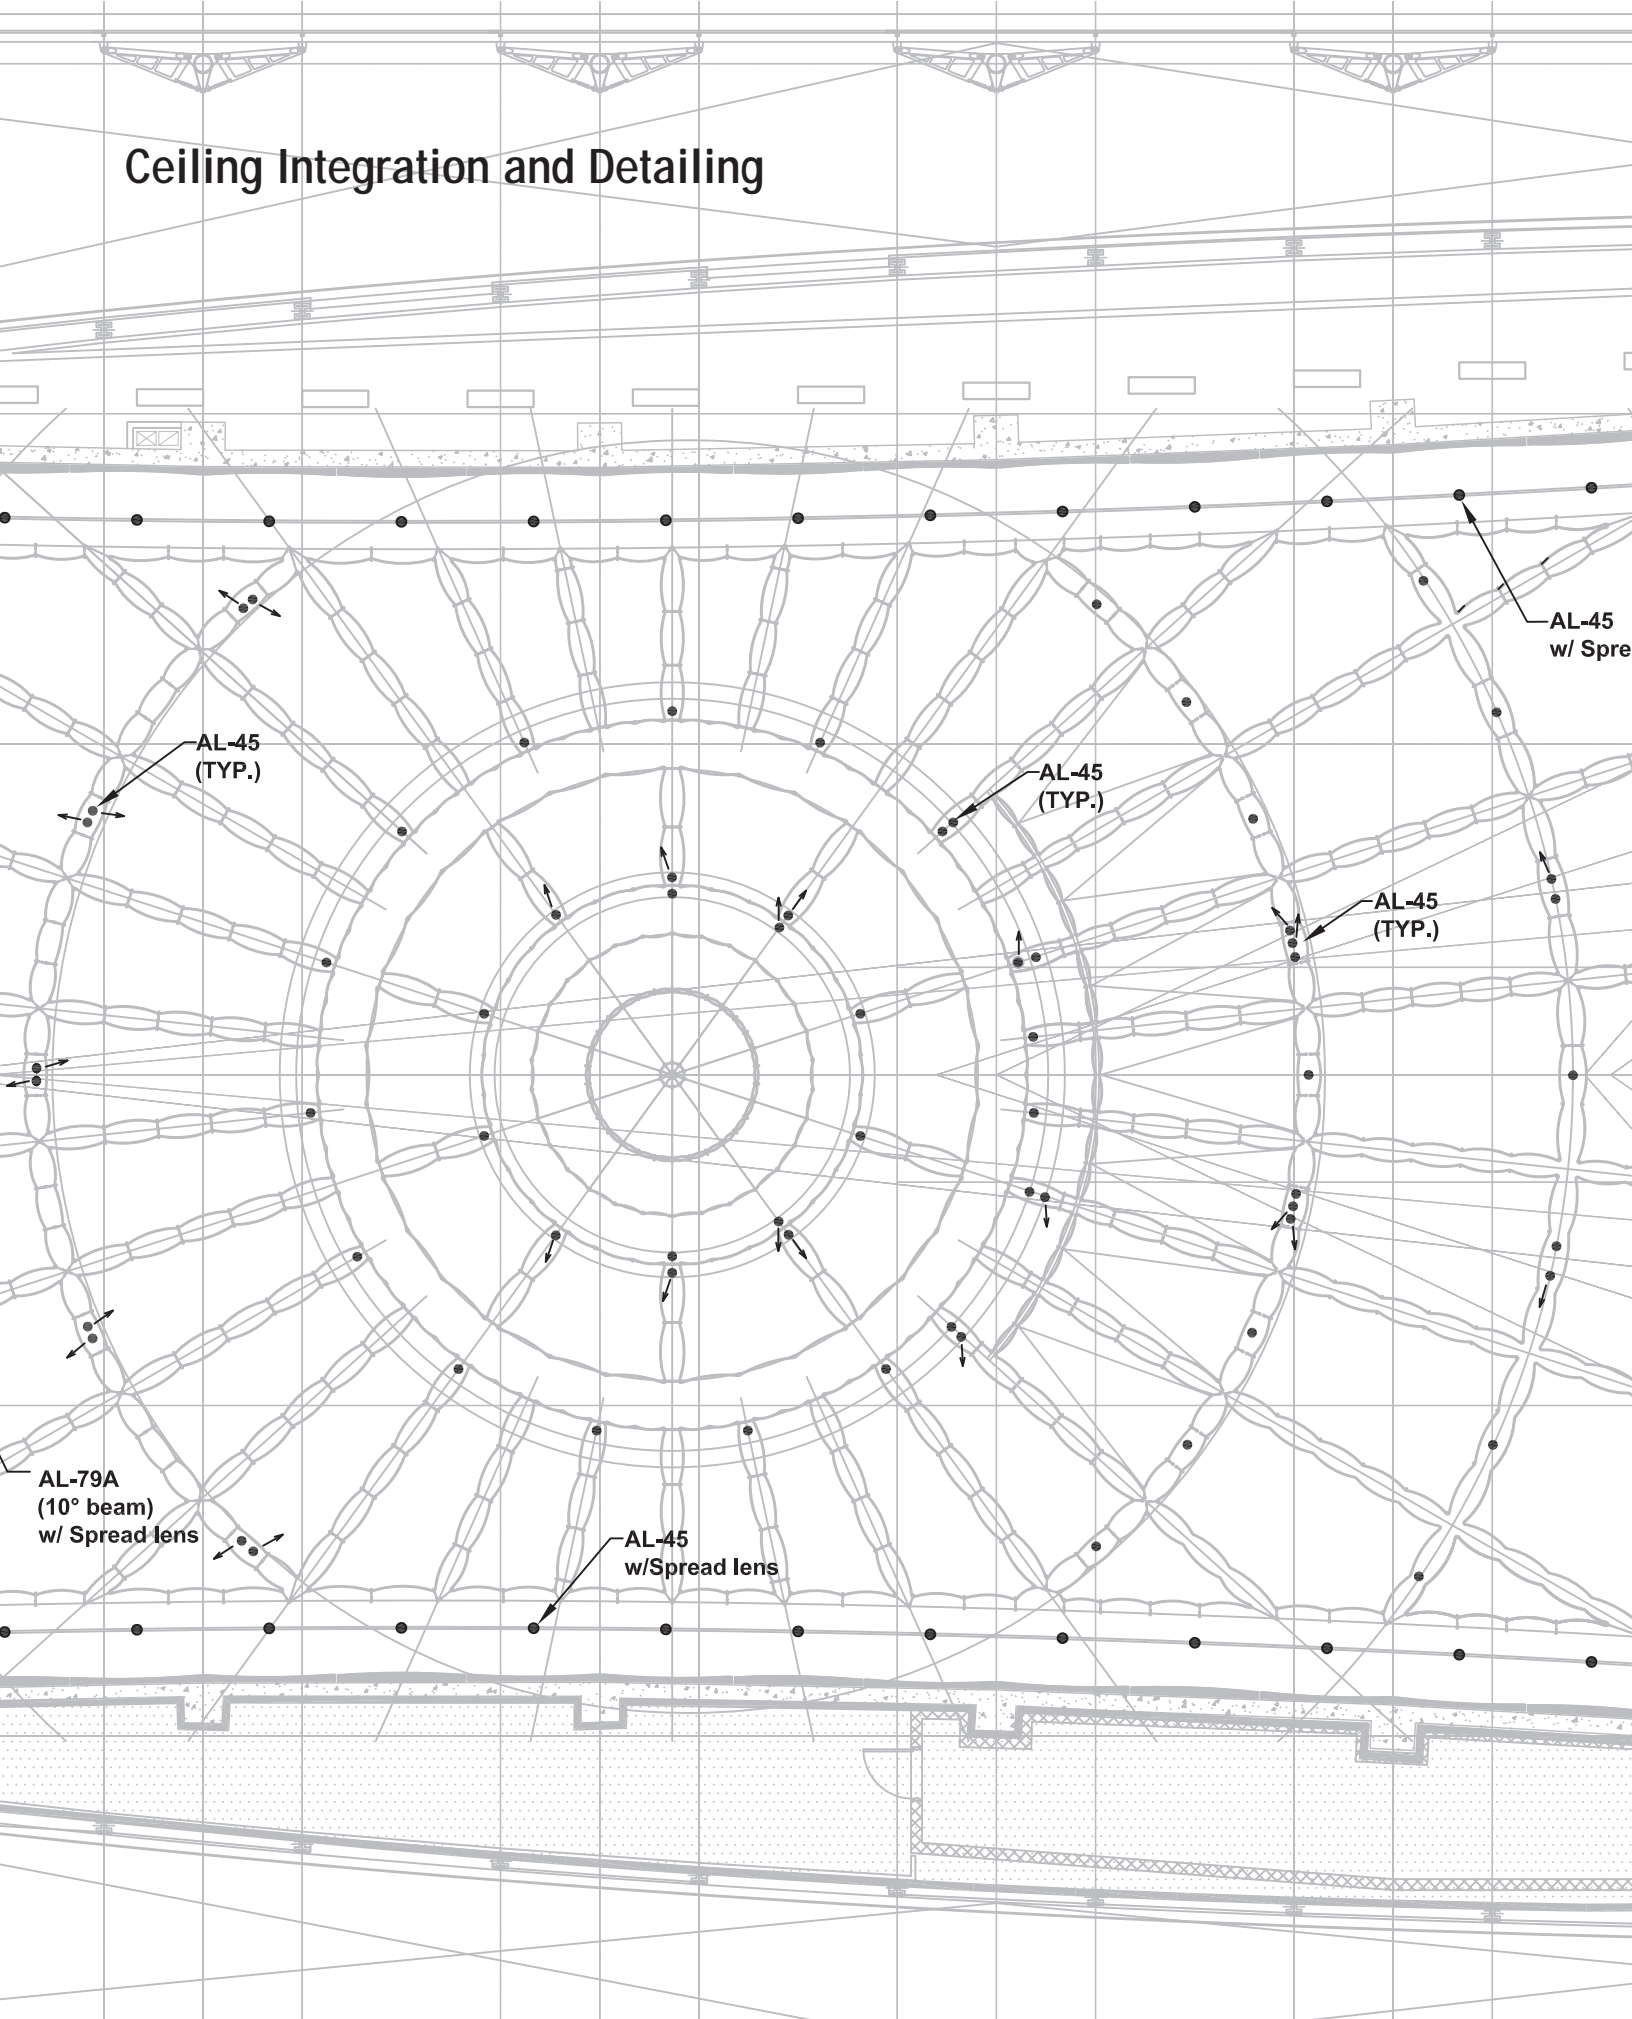 Ceiling Integration and Detailing
AL-45
w/ Spre
AL-45
(TYP.)
AL-45
(TYP.)
AL-45
(TYP.)
AL-79A
(10° beam)
w/ Spread lens
AL-45
w/Spread lens